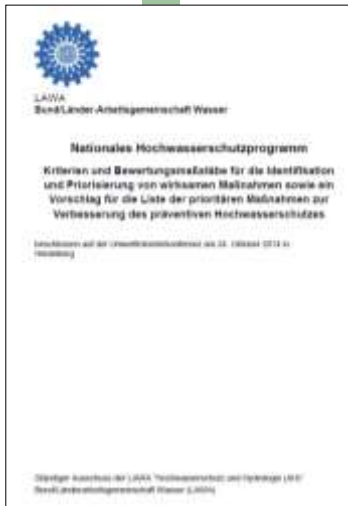 LAWA
Bund/Länder-Arbeitsgemeinschaft Wasser
Nationales Hochwasserschutzprogramm
Kriterien und Bewertungsmaßstäbe für die Identifikation
und Priorisierung von wirksamen Maßnahmen sowie ein
Vorschlag für die Liste der prioritären Maßnahmen zur
Verbesserung des präventiven Hochwasserschutzes
beschlossen auf der Umweltministerkonferenz am 24. Oktober 2014 in
Heidelberg
Ständiger Ausschuss der LAWA "Hochwasserschutz und Hydrologie (AH)"
Bund/Länderarbeitsgemeinschaft Wasser (LAWA)